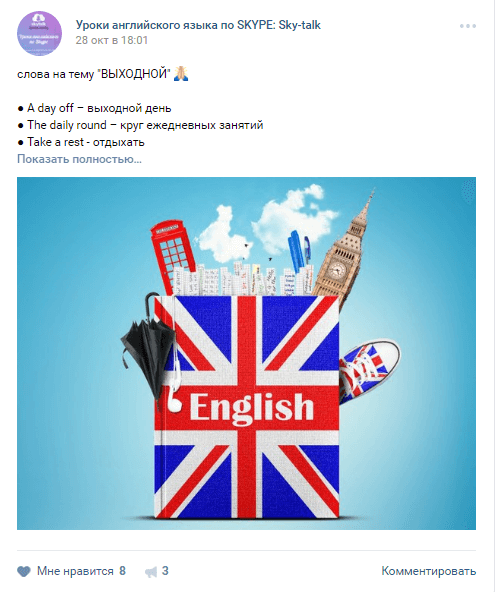 Уроки английского языка по SKYPE: Sky-talk
28 окт в 18:01
слова на тему "ВЫХОДНОЙ"🙏🏼
● A day off – выходной день
● The daily round – круг ежедневных занятий
● Take a rest - отдыхать
Показать полностью...
English
Мне нравится 8
3
Комментировать